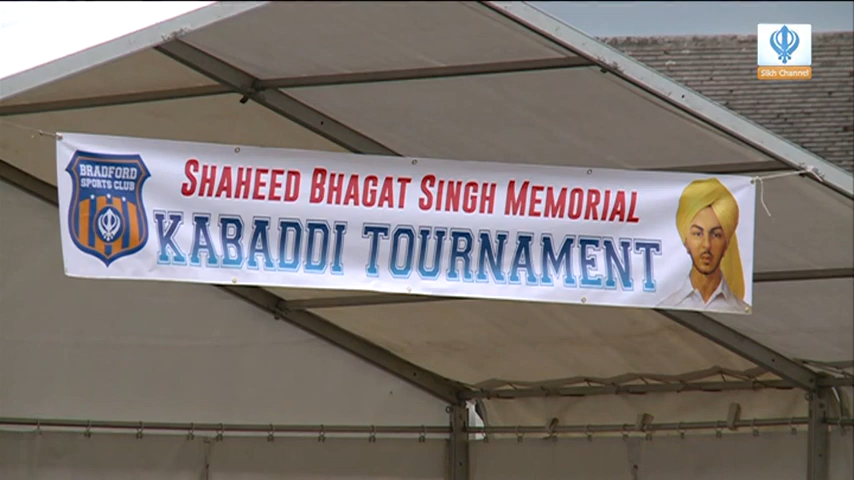 Sikh Channel
BRADFORD
SPORTS CLUB
SHAHEED BHAGAT SINGH MEMORIAL
KABADDI TOURNAMENT